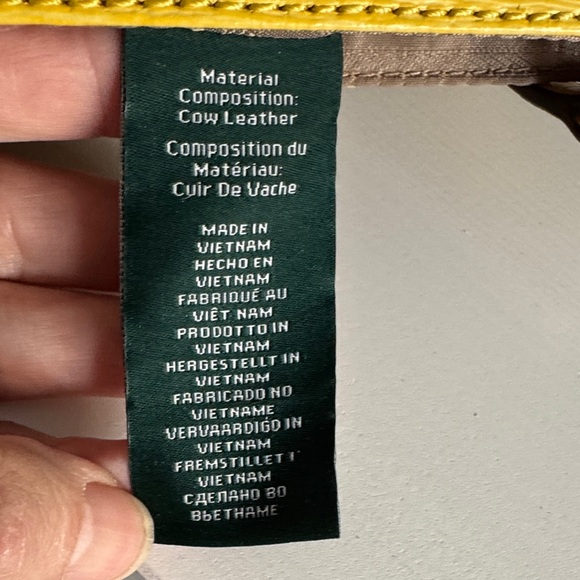 Material
Composition:
Cow Leather
Composition du
Matériau:
Cuir De Vache
MADE IN
VIETNAM
HECHO EN
VIETNAM
FABRIQUÉ AU
VIÊT NAM
PRODOTTO IN
VIETNAM
HERGESTELLT IN
VIETNAM
FABRICADO NO
VIETNAME
VERVAARDIGD IN
VIETNAM
FREMSTILLET I
VIETNAM
СДЕЛАНО ВО
ВЬЕТНАМЕ